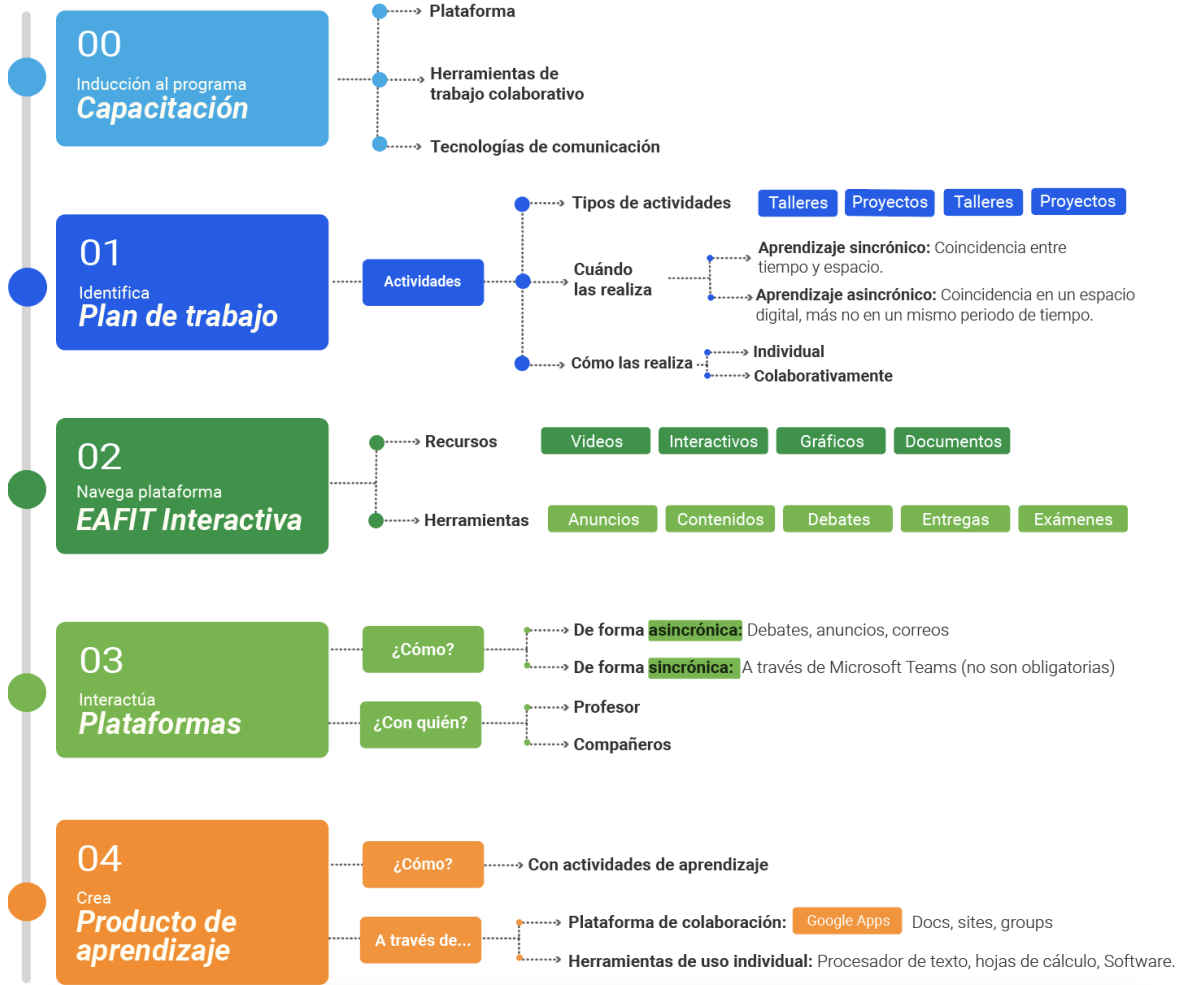 00
Inducción al programa
Capacitación
Plataforma
Herramientas de
trabajo colaborativo
Tecnologías de comunicación
01
Identifica
Plan de trabajo
Actividades
Tipos de actividades
Talleres Proyectos Talleres Proyectos
Cuándo
las realiza
Aprendizaje sincrónico: Coincidencia entre
tiempo y espacio.
Aprendizaje asincrónico: Coincidencia en un espacio
digital, más no en un mismo periodo de tiempo.
Cómo las realiza
Individual
Colaborativamente
02
Navega plataforma
EAFIT Interactiva
Recursos
Videos Interactivos Gráficos Documentos
Herramientas
Anuncios Contenidos Debates Entregas Exámenes
03
Interactúa
Plataformas
¿Cómo?
De forma asincrónica: Debates, anuncios, correos
De forma sincrónica: A través de Microsoft Teams (no son obligatorias)
¿Con quién?
Profesor
Compañeros
04
Crea
Producto de
aprendizaje
¿Cómo?
Con actividades de aprendizaje
A través de...
Plataforma de colaboración: Google Apps Docs, sites, groups
Herramientas de uso individual: Procesador de texto, hojas de cálculo, Software.